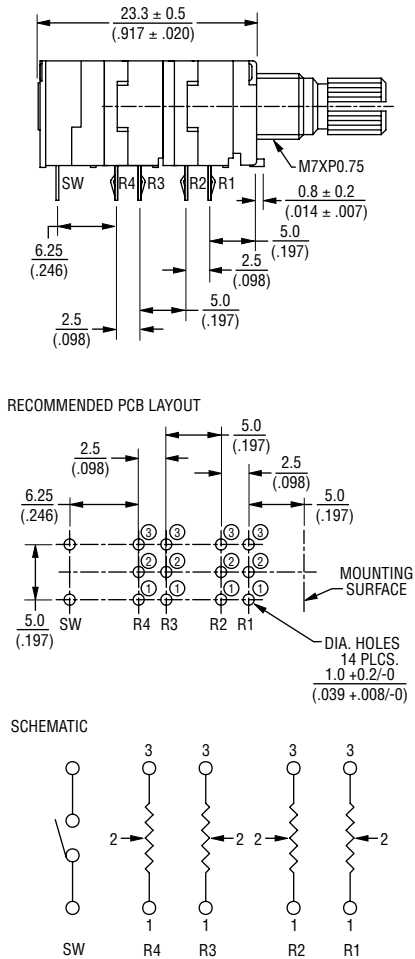 23.3 ± 0.5
(.917 ± .020)
SW
R4
R3
R2
R1
M7XP0.75
0.8 ± 0.2
(.014 ± .007)
6.25
(.246)
5.0
(.197)
2.5
(.098)
5.0
(.197)
2.5
(.098)
RECOMMENDED PCB LAYOUT
5.0
(.197)
2.5
(.098)
2.5
(.098)
6.25
(.246)
5.0
(.197)
3 3 3 3
2 2 2 2
1 1 1 1
MOUNTING
SURFACE
5.0
(.197)
SW R4 R3 R2 R1
DIA. HOLES
14 PLCS.
1.0 +0.2/-0
(.039 +.008/-0)
SCHEMATIC
3 3 3 3
2 2 2 2
1 1 1 1
SW R4 R3 R2 R1